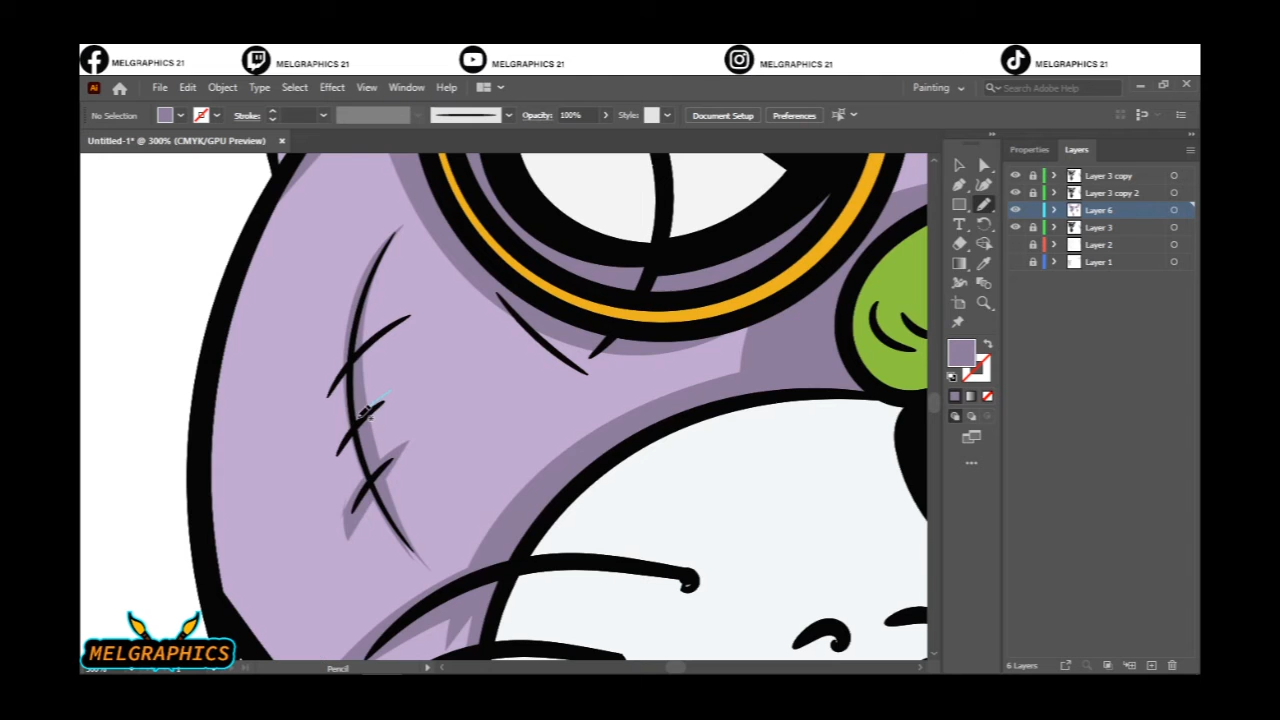 MELGRAPHICS 21 MELGRAPHICS 21 MELGRAPHICS 21 MELGRAPHICS 21 MELGRAPHICS 21
Ai File Edit Object Type Select Effect View Window Help Painting Search Adobe Help
No Selection Stroke: Opacity: 100% Style: Document Setup Preferences
Untitled-1* @ 300% (CMYK/GPU Preview)
Properties Layers
Layer 3 copy
Layer 3 copy 2
Layer 6
Layer 3
Layer 2
Layer 1
MELGRAPHICS
Pencil
6 Layers